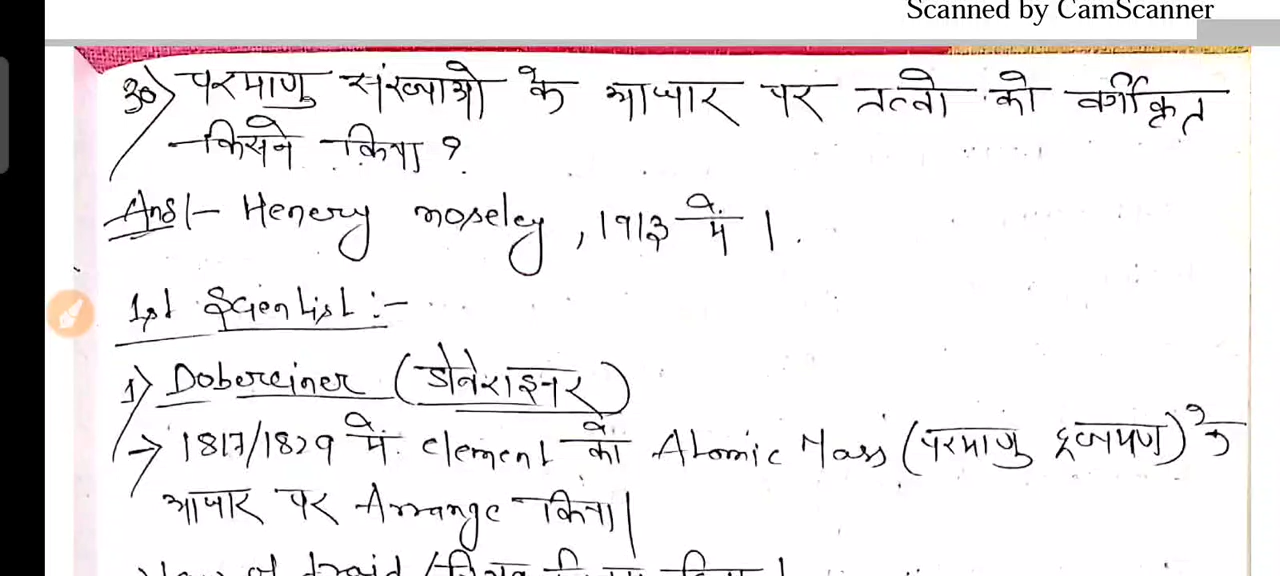 Scanned by CamScanner
30) परमाणु संख्याओ के आधार पर तत्वो को वर्गीकृत
किसने किया ?
Ans!- Henery moseley, 1913 में ।
1st Scientist :-
1) Dobereiner (डोबेराइनर)
→ 1817/1829 में element को Atomic Mass (परमाणु द्रव्यमान) के
आधार पर Arrange किया।